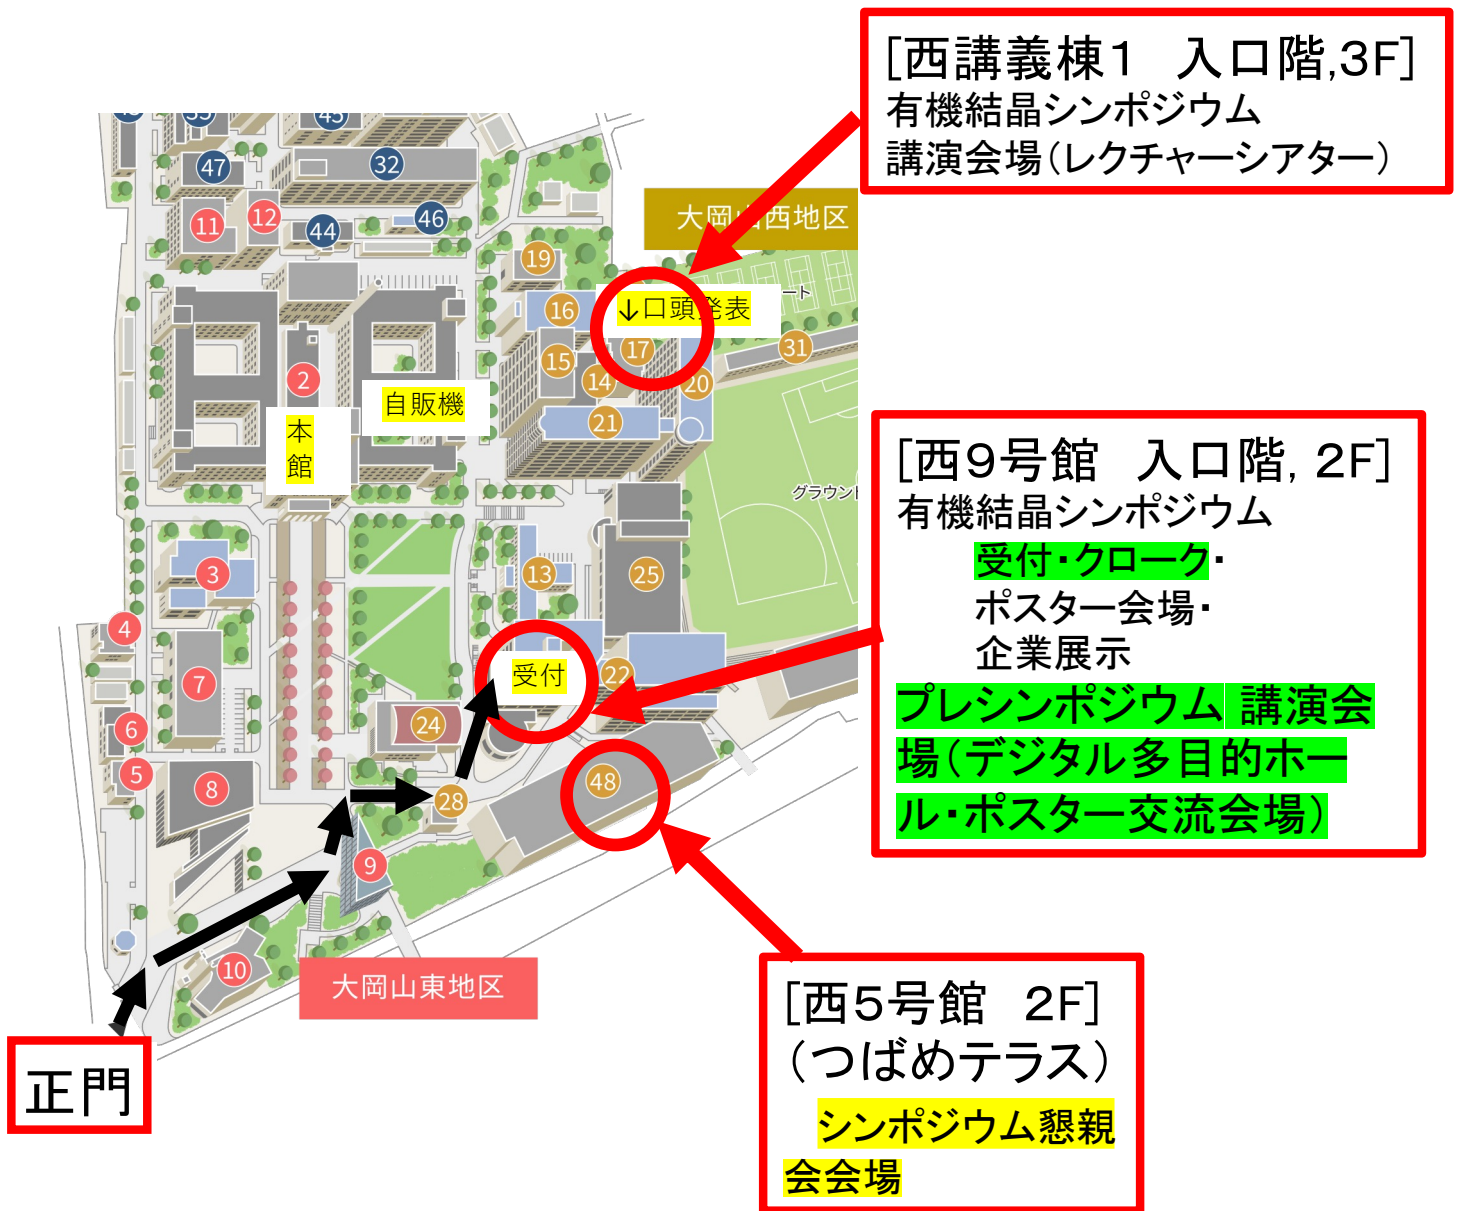 [西講義棟１　入口階,3F]
有機結晶シンポジウム
講演会場（レクチャーシアター）
45
47
32
大岡山西地区
11
12
44
46
19
ート
16
↓口頭発表
15
17
31
2
14
20
自販機
21
本
館
[西９号館　入口階, 2F]
有機結晶シンポジウム
受付・クローク・
ポスター会場・
企業展示
プレシンポジウム 講演会
場（デジタル多目的ホー
ル・ポスター交流会場）
グラウンド
3
13
25
4
7
受付
22
6
24
5
8
48
28
9
10
大岡山東地区
[西５号館　2F]
（つばめテラス）
シンポジウム懇親
会会場
正門